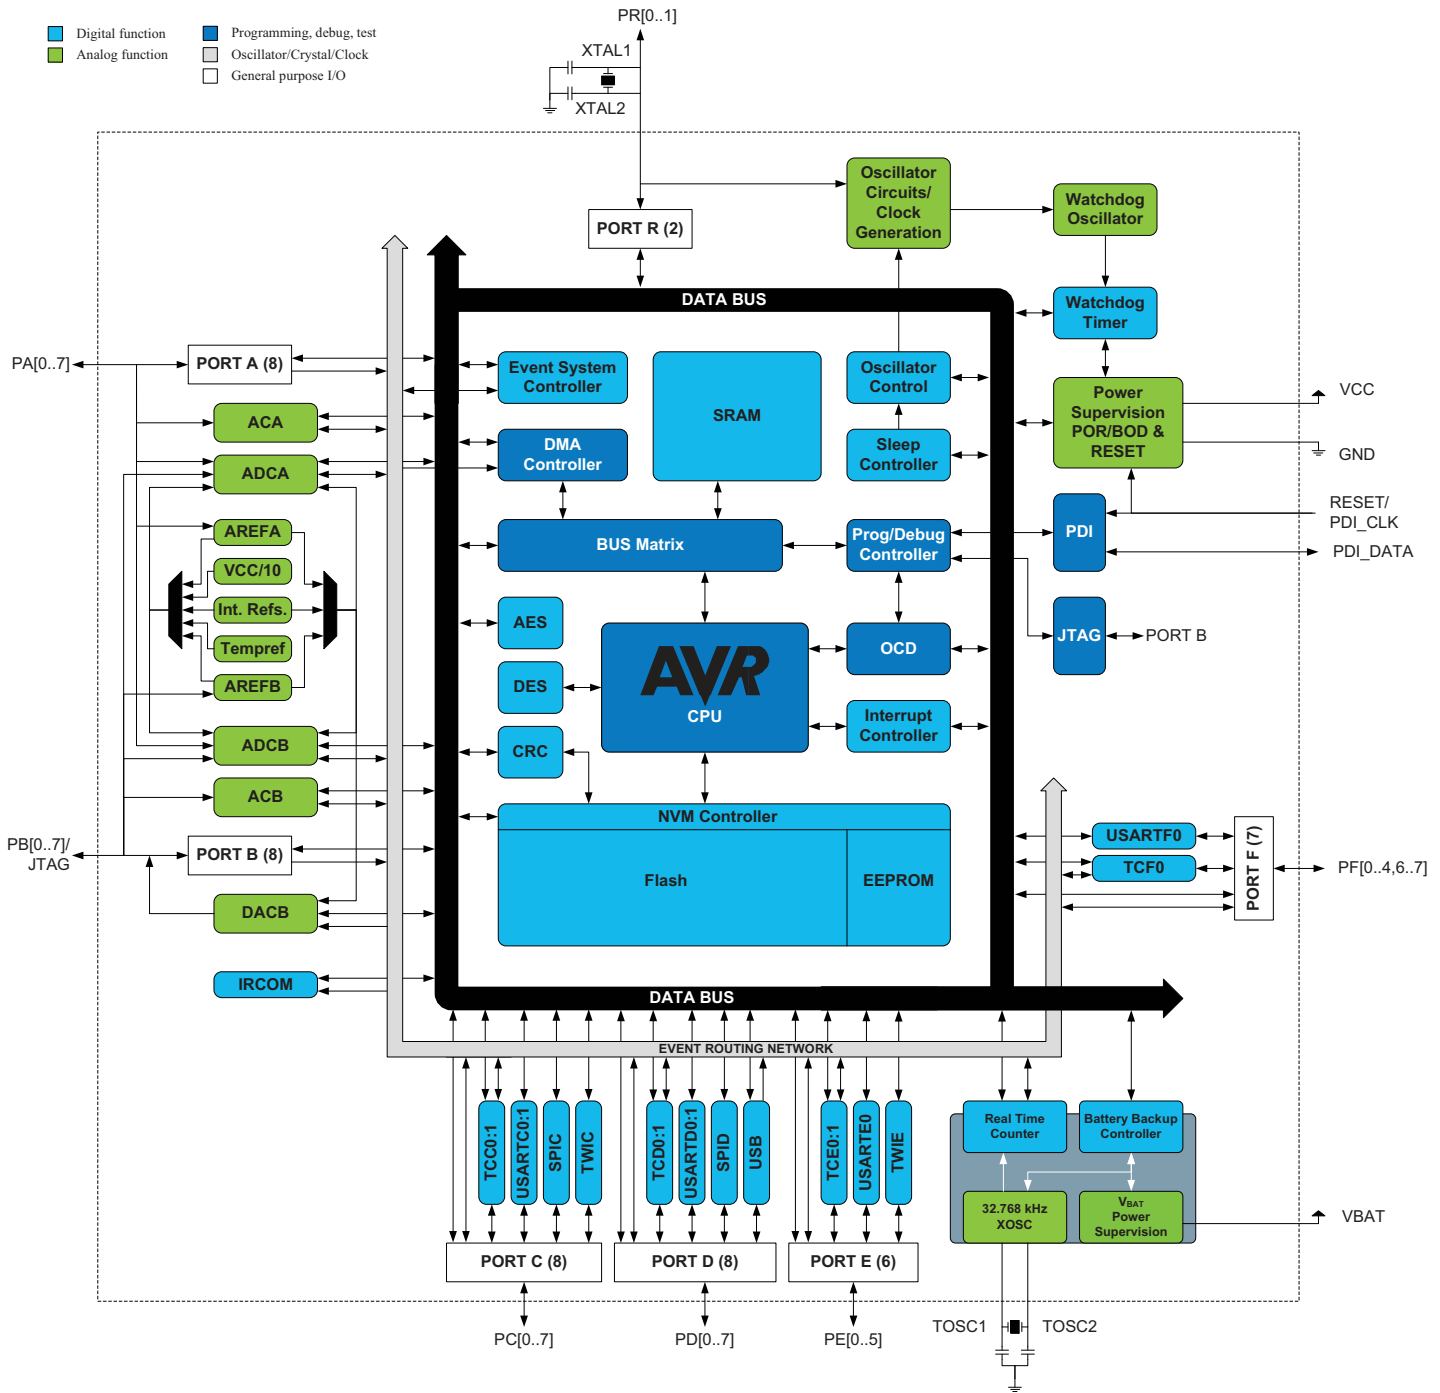 PR[0..1]
Digital function
Analog function
Programming, debug, test
Oscillator/Crystal/Clock
General purpose I/O
XTAL1
XTAL2
PORT R (2)
Oscillator
Circuits/
Clock
Generation
Watchdog
Oscillator
Watchdog
Timer
DATA BUS
PA[0..7]
PORT A (8)
Event System
Controller
SRAM
Oscillator
Control
Power
Supervision
POR/BOD &
RESET
VCC
GND
ACA
DMA
Controller
Sleep
Controller
ADCA
RESET/
PDI_CLK
PDI_DATA
AREFA
BUS Matrix
Prog/Debug
Controller
PDI
VCC/10
Int. Refs.
Tempref
AREFB
AES
DES
CRC
AVR
CPU
OCD
JTAG
PORT B
Interrupt
Controller
ADCB
ACB
NVM Controller
Flash
EEPROM
PB[0..7]/
JTAG
PORT B (8)
DACB
IRCOM
USARTF0
TCF0
PORT F (7)
PF[0..4,6..7]
DATA BUS
EVENT ROUTING NETWORK
TCC0:1
USARTC0:1
SPIC
TWIC
TCD0:1
USARTD0:1
SPID
USB
TCE0:1
USARTE0
TWIE
Real Time
Counter
Battery Backup
Controller
32.768 kHz
XOSC
VBAT
Power
Supervision
VBAT
PORT C (8)
PORT D (8)
PORT E (6)
PC[0..7]
PD[0..7]
PE[0..5]
TOSC1
TOSC2